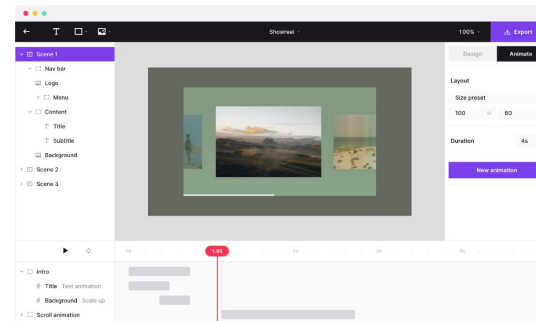 T Showreel 100% Export
Scene 1
Design Animate
Nav bar
Logo
Menu
Content
T Title
T Subtitle
Background
Scene 2
Scene 3
Layout
Size preset
100 W 60
Duration 4s
New animation
0s 1.65 2s 3s 4s
Intro
Title · Text animation
Background · Scale up
Scroll animation